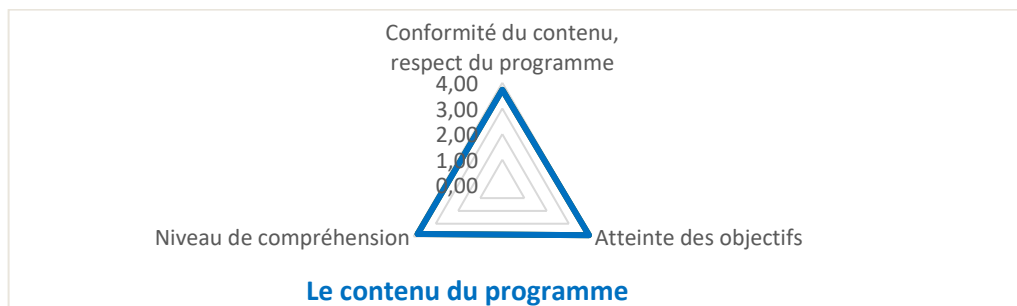 Conformité du contenu,
respect du programme
4,00
3,00
2,00
1,00
0,00
Niveau de compréhension
Atteinte des objectifs
Le contenu du programme